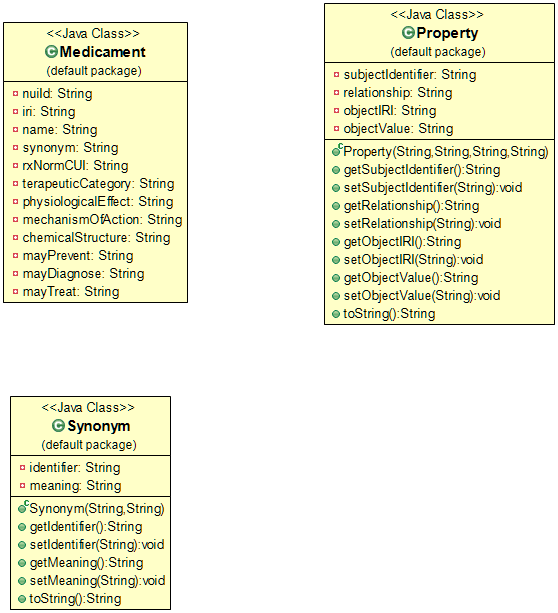 <<Java Class>>
Medicament
(default package)
nuiId: String
iri: String
name: String
synonym: String
rxNormCUI: String
terapeuticCategory: String
physiologicalEffect: String
mechanismOfAction: String
chemicalStructure: String
mayPrevent: String
mayDiagnose: String
mayTreat: String
<<Java Class>>
Property
(default package)
subjectIdentifier: String
relationship: String
objectIRI: String
objectValue: String
Property(String,String,String,String)
getSubjectIdentifier():String
setSubjectIdentifier(String):void
getRelationship():String
setRelationship(String):void
getObjectIRI():String
setObjectIRI(String):void
getObjectValue():String
setObjectValue(String):void
toString():String
<<Java Class>>
Synonym
(default package)
identifier: String
meaning: String
Synonym(String,String)
getIdentifier():String
setIdentifier(String):void
getMeaning():String
setMeaning(String):void
toString():String